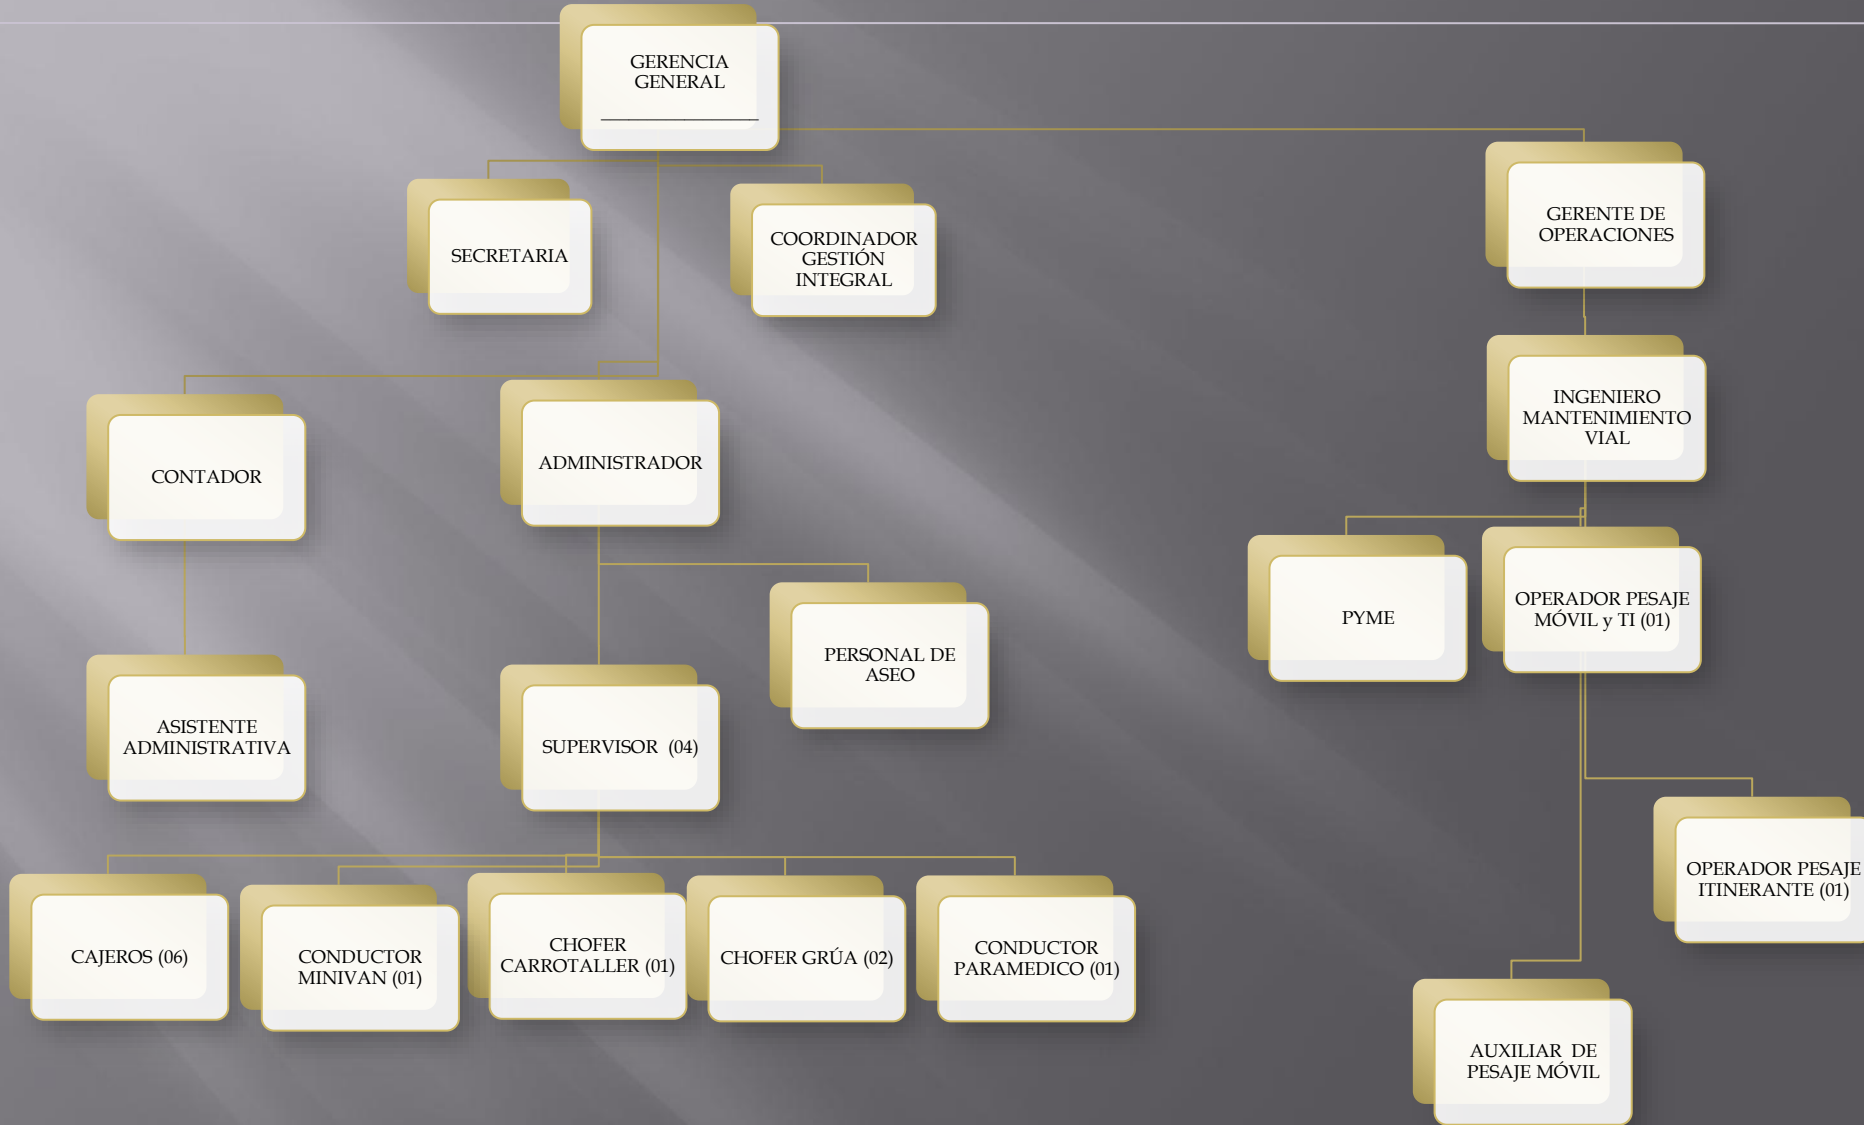 GERENCIA
GENERAL
SECRETARIA
COORDINADOR
GESTIÓN
INTEGRAL
GERENTE DE
OPERACIONES
INGENIERO
MANTENIMIENTO
VIAL
CONTADOR
ADMINISTRADOR
PYME
OPERADOR PESAJE
MÓVIL y TI (01)
PERSONAL DE
ASEO
ASISTENTE
ADMINISTRATIVA
SUPERVISOR (04)
OPERADOR PESAJE
ITINERANTE (01)
CAJEROS (06)
CONDUCTOR
MINIVAN (01)
CHOFER
CARROTALLER (01)
CHOFER GRÚA (02)
CONDUCTOR
PARAMEDICO (01)
AUXILIAR DE
PESAJE MÓVIL